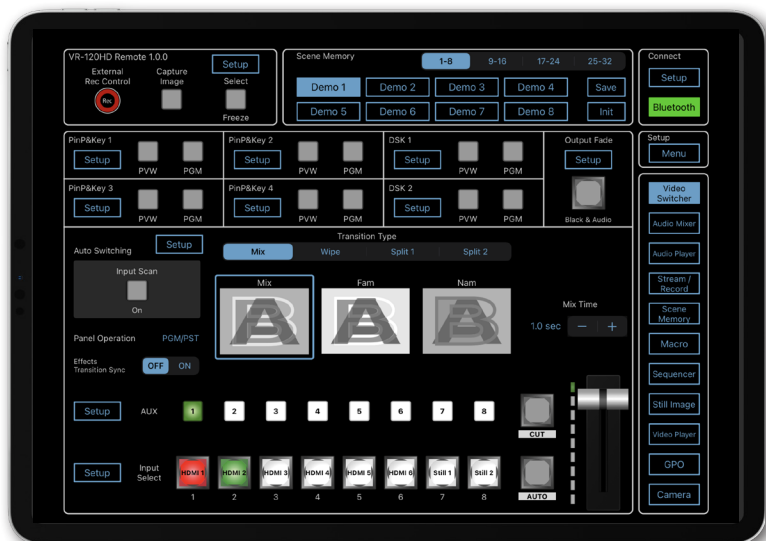 VR-120HD Remote 1.0.0
External
Rec Control
Capture
Image
Setup
Select
Rec
Freeze
Scene Memory
1-8
9-16
17-24
25-32
Demo 1
Demo 2
Demo 3
Demo 4
Save
Demo 5
Demo 6
Demo 7
Demo 8
Init
Connect
Setup
Bluetooth
PinP&Key 1
Setup
PVW
PGM
PinP&Key 2
Setup
PVW
PGM
DSK 1
Setup
PVW
PGM
Output Fade
Setup
Black & Audio
Setup
Menu
PinP&Key 3
Setup
PVW
PGM
PinP&Key 4
Setup
PVW
PGM
DSK 2
Setup
PVW
PGM
Auto Switching
Setup
Input Scan
On
Panel Operation
PGM/PST
Effects
Transition Sync
OFF
ON
Transition Type
Mix
Wipe
Split 1
Split 2
Mix
Fam
Nam
A
B
A
B
A
B
Mix Time
1.0 sec
−
+
Setup
AUX
1
2
3
4
5
6
7
8
CUT
Setup
Input
Select
HDMI 1
HDMI 2
HDMI 3
HDMI 4
HDMI 5
HDMI 6
Still 1
Still 2
1
2
3
4
5
6
7
8
AUTO
Video
Switcher
Audio Mixer
Audio Player
Stream /
Record
Scene
Memory
Macro
Sequencer
Still Image
Video Player
GPO
Camera